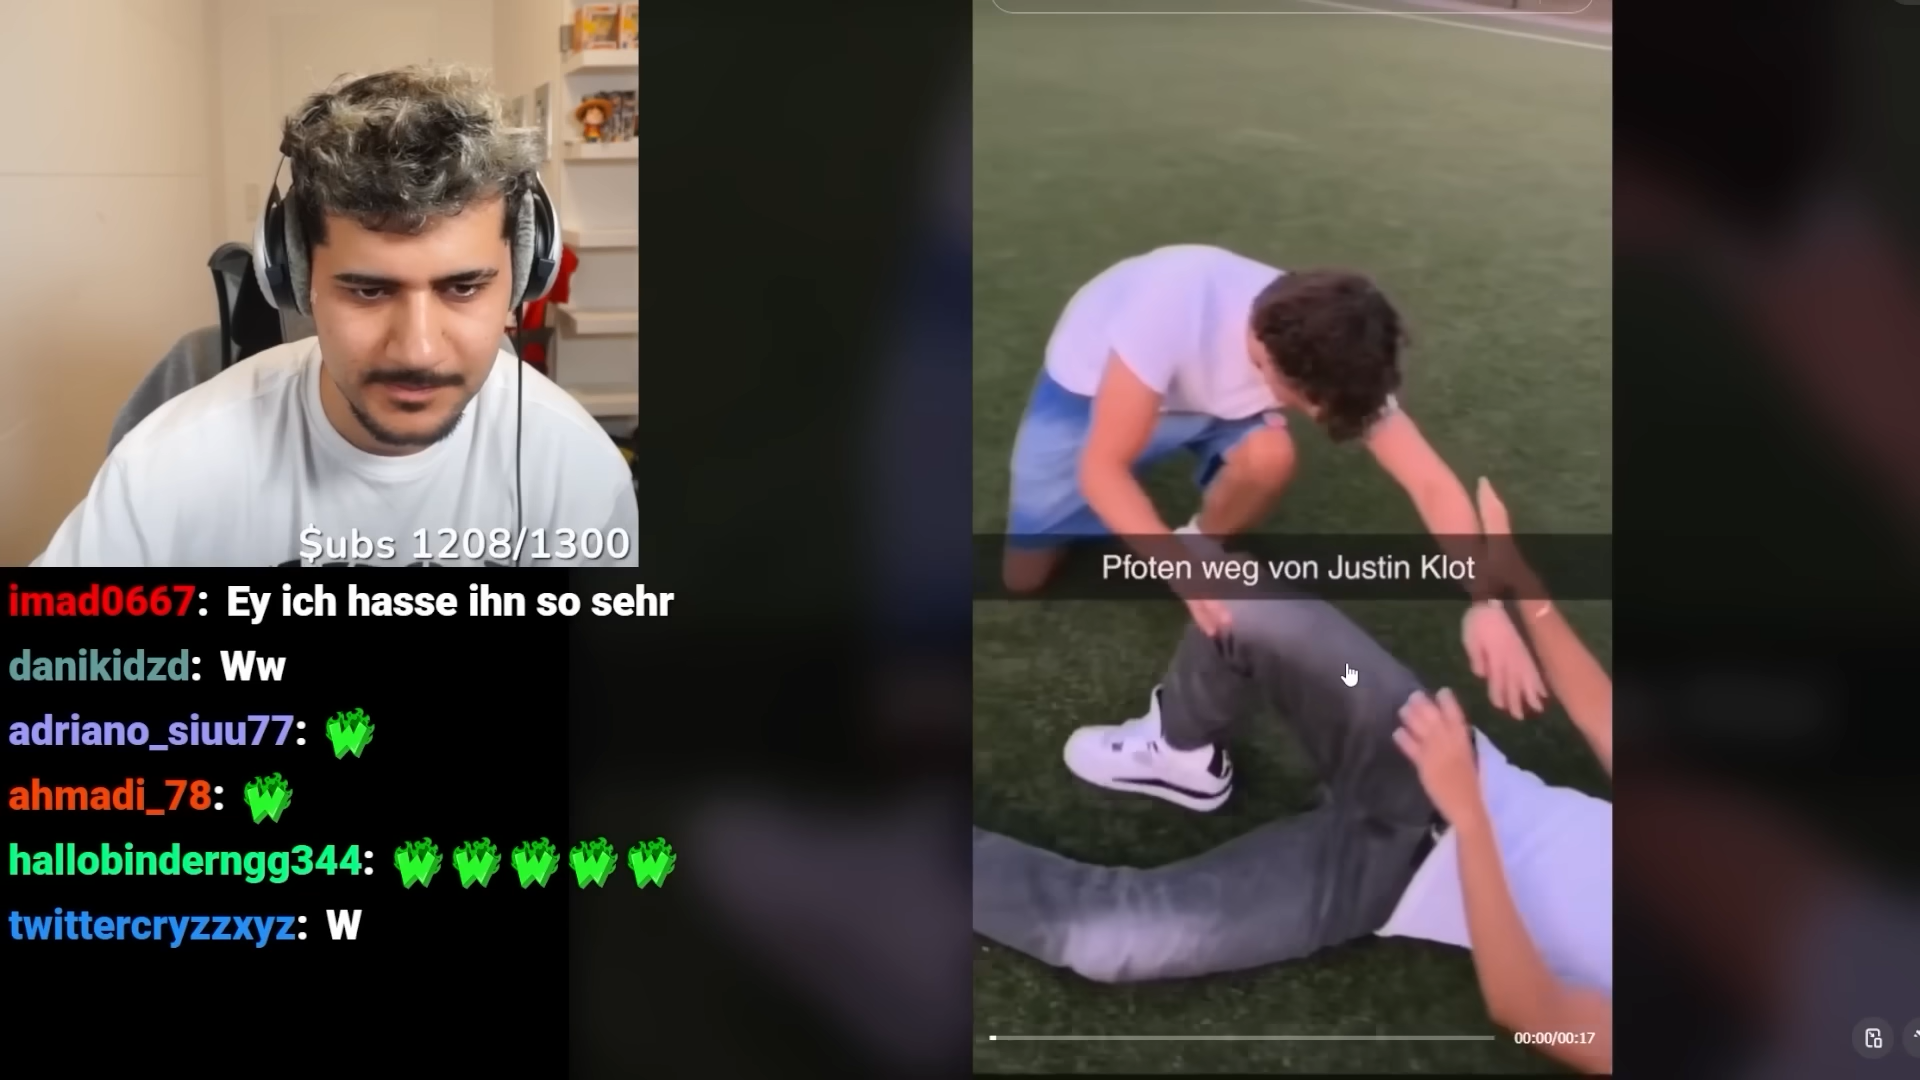 $ubs 1208/1300
imad0667: Ey ich hasse ihn so sehr
danikidzd: Ww
adriano_siuu77: W
ahmadi_78: W
hallobinderngg344: W W W W W
twittercryzzxyz: W
Pfoten weg von Justin Klot
00:00/00:17